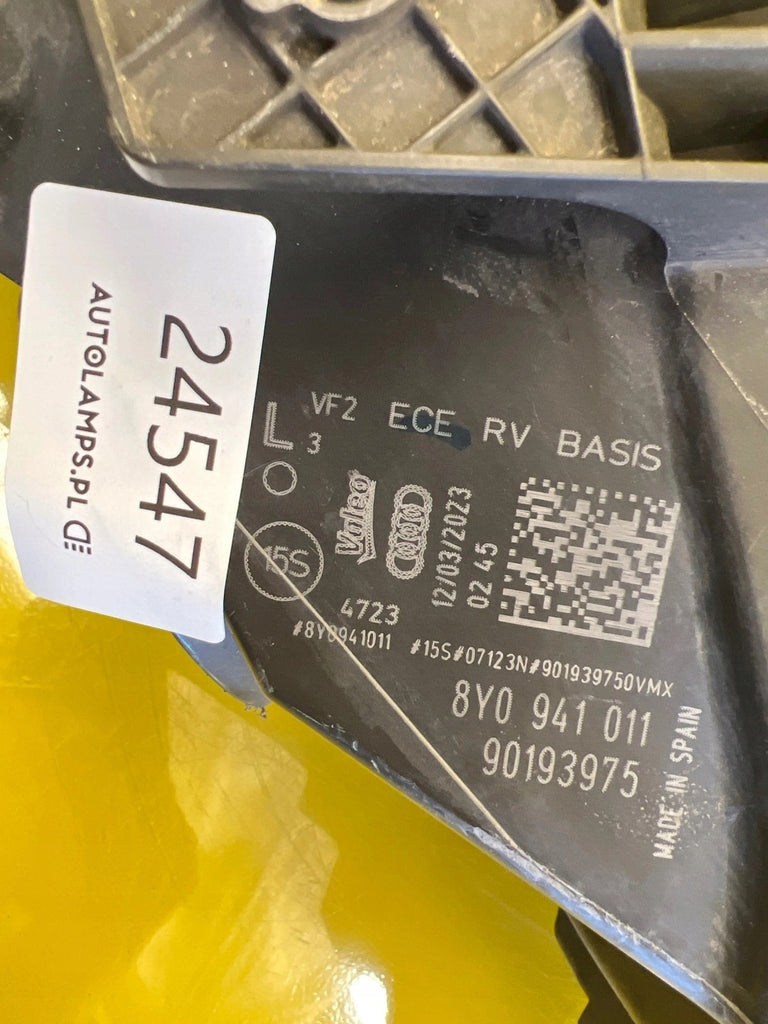 24547
AUTOLAMPS.PL
L
3
VF2 ECE RV BASIS
15S
Valeo
12/03/2023
02 45
4723
#8Y0941011 #15S#07123N#901939750VMX
8Y0 941 011
90193975
MADE IN SPAIN